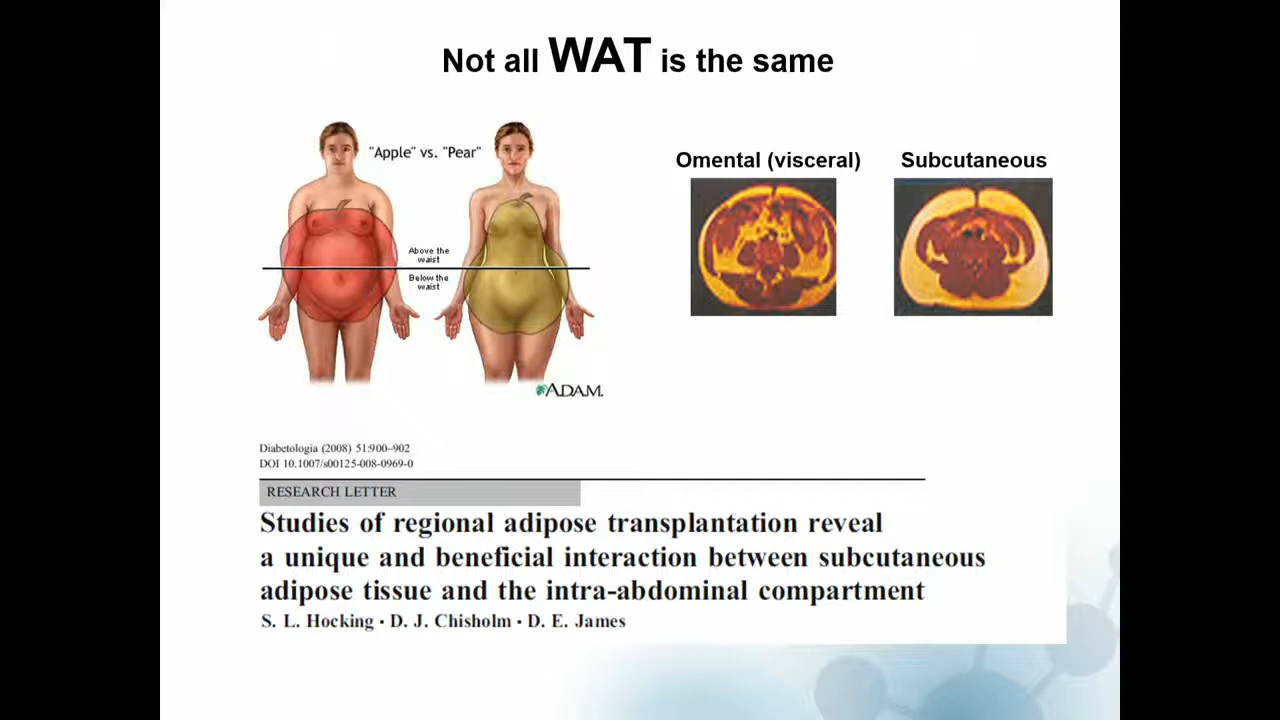 Not all WAT is the same
"Apple" vs. "Pear"
Above the
waist
Below the
waist
ADAM.
Omental (visceral)
Subcutaneous
Diabetologia (2008) 51:900–902
DOI 10.1007/s00125-008-0969-0
RESEARCH LETTER
Studies of regional adipose transplantation reveal
a unique and beneficial interaction between subcutaneous
adipose tissue and the intra-abdominal compartment
S. L. Hocking · D. J. Chisholm · D. E. James